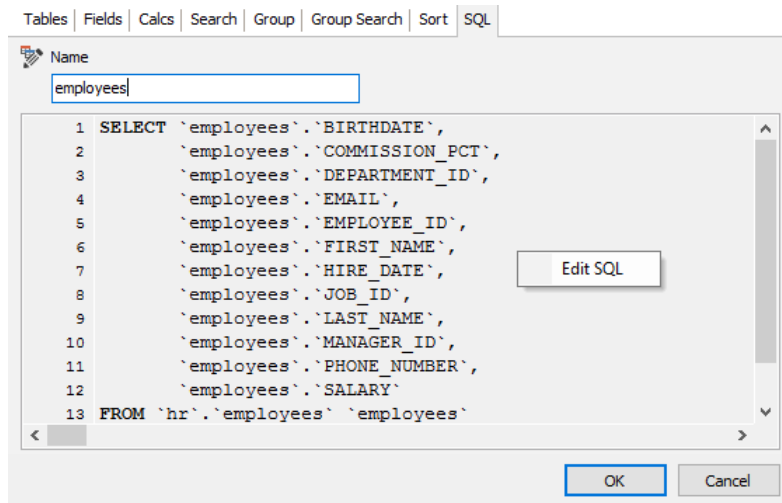 Tables Fields Calcs Search Group Group Search Sort SQL
Name
employees
1 SELECT `employees`.`BIRTHDATE`,
2 `employees`.`COMMISSION_PCT`,
3 `employees`.`DEPARTMENT_ID`,
4 `employees`.`EMAIL`,
5 `employees`.`EMPLOYEE_ID`,
6 `employees`.`FIRST_NAME`,
7 `employees`.`HIRE_DATE`,
8 `employees`.`JOB_ID`,
9 `employees`.`LAST_NAME`,
10 `employees`.`MANAGER_ID`,
11 `employees`.`PHONE_NUMBER`,
12 `employees`.`SALARY`
13 FROM `hr`.`employees` `employees`
Edit SQL
OK Cancel